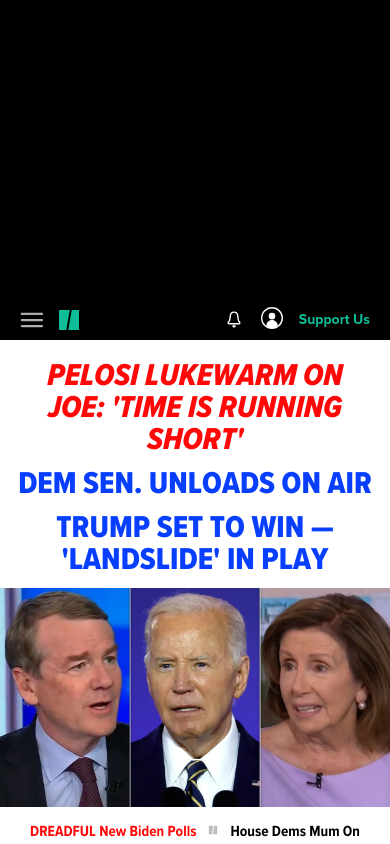 Support Us
PELOSI LUKEWARM ON
JOE: 'TIME IS RUNNING
SHORT'
DEM SEN. UNLOADS ON AIR
TRUMP SET TO WIN —
'LANDSLIDE' IN PLAY
DREADFUL New Biden Polls
House Dems Mum On